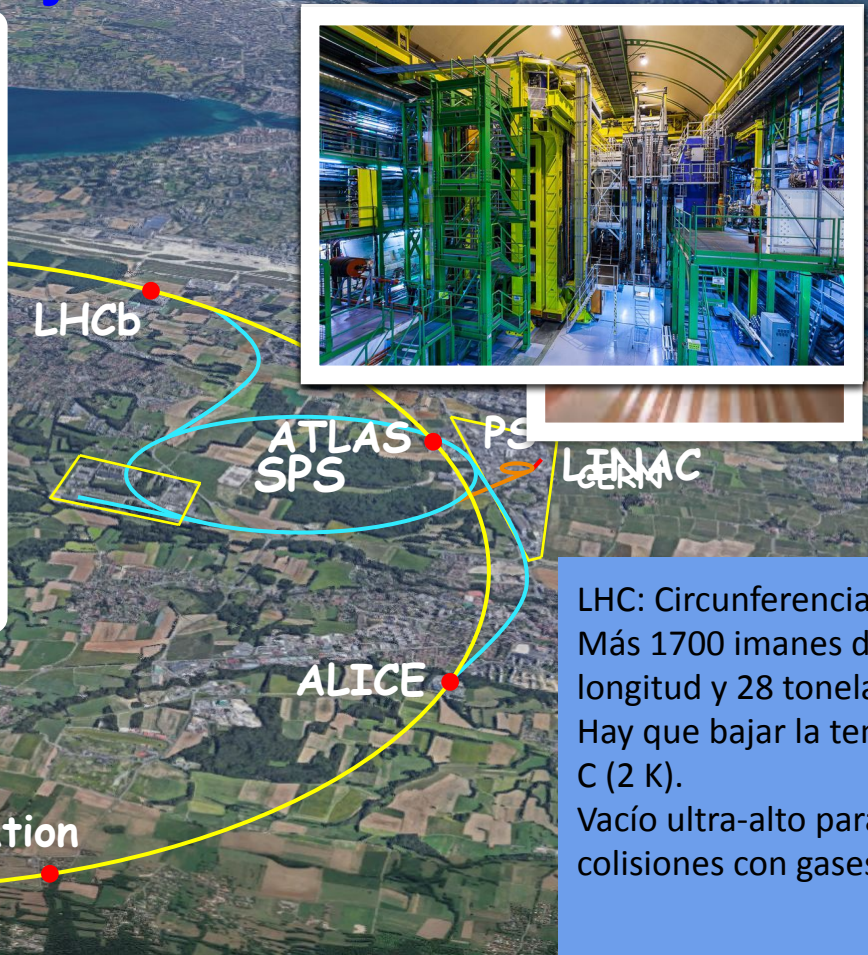 LHCb
ATLAS
PS
SPS
LINAC
CERN
ALICE
LHC: Circunferencia
Más 1700 imanes d
longitud y 28 tonela
Hay que bajar la ter
C (2 K).
Vacío ultra-alto para
colisiones con gases